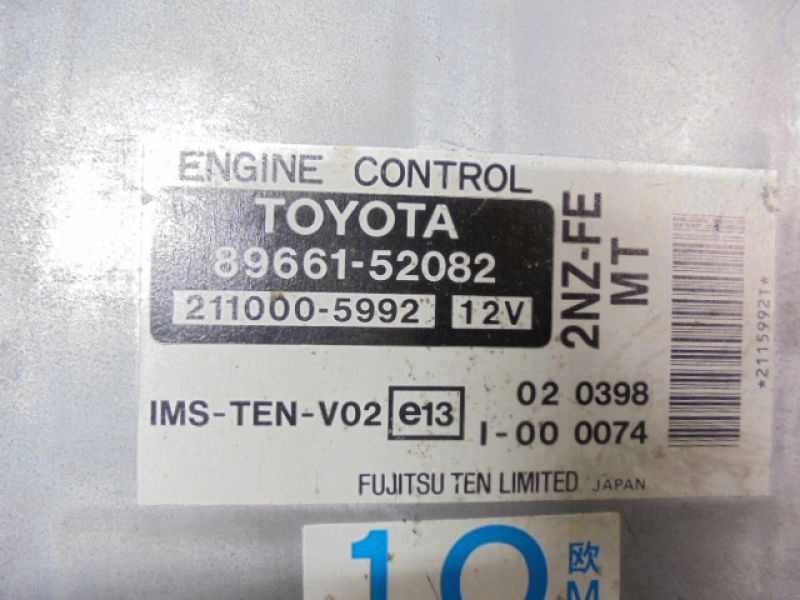 ENGINE CONTROL
TOYOTA
89661-52082
211000-5992 12V
2NZ-FE
MT
*2115992T*
IMS-TEN-V02 e13 02 0398
I-00 0074
FUJITSU TEN LIMITED JAPAN
欧